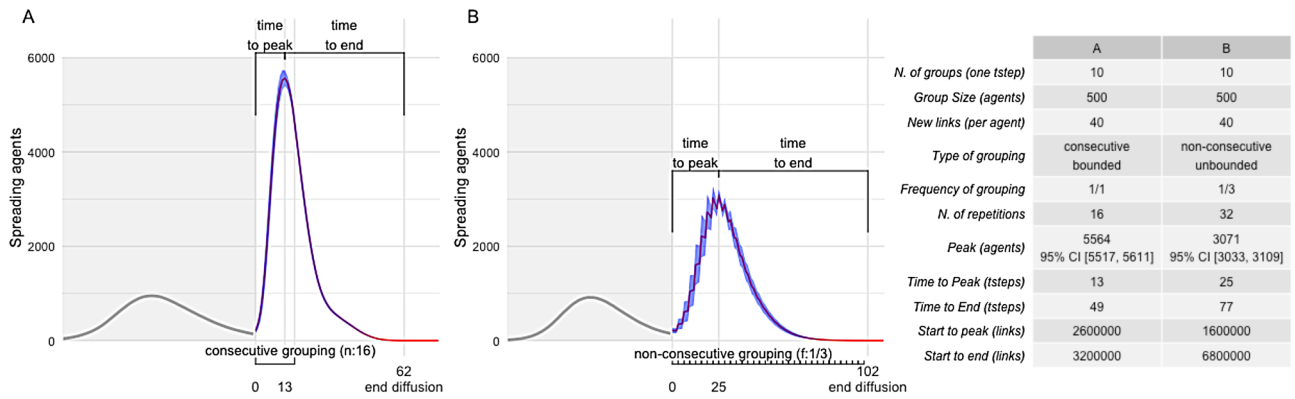 A
time
to peak
time
to end
6000
4000
2000
0
Spreading agents
consecutive grouping (n:16)
62
0
13
end diffusion
B
6000
4000
2000
0
Spreading agents
time
to peak
time
to end
non-consecutive grouping (f:1/3)
102
0
25
end diffusion
A B
N. of groups (one tstep) 10 10
Group Size (agents) 500 500
New links (per agent) 40 40
Type of grouping consecutive bounded non-consecutive unbounded
Frequency of grouping 1/1 1/3
N. of repetitions 16 32
Peak (agents) 5564 95% CI [5517, 5611] 3071 95% CI [3033, 3109]
Time to Peak (tsteps) 13 25
Time to End (tsteps) 49 77
Start to peak (links) 2600000 1600000
Start to end (links) 3200000 6800000